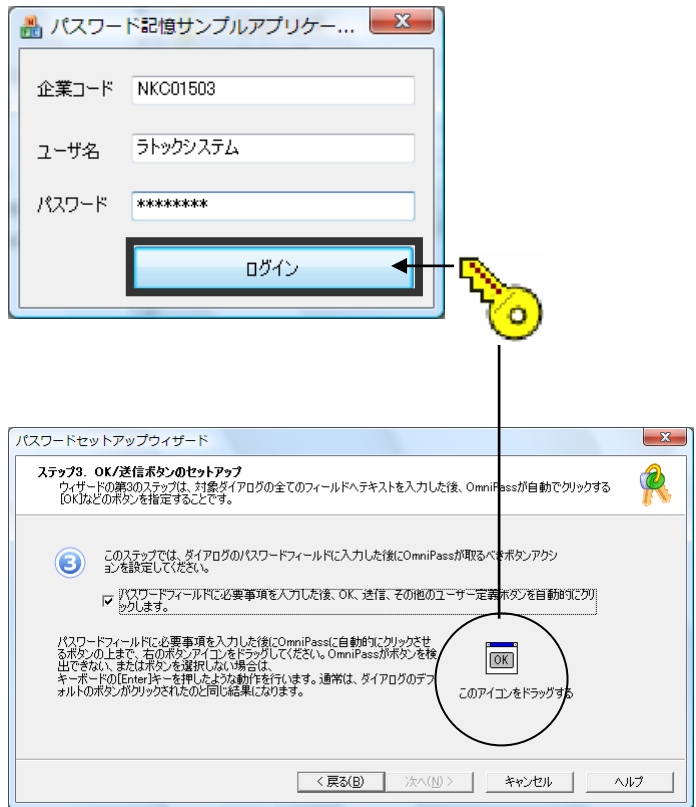 パスワード記憶サンプルアプリケー...
企業コード NKC01503
ユーザ名 ラトックシステム
パスワード ********
ログイン
パスワードセットアップウィザード
ステップ3. OK/送信ボタンのセットアップ
ウィザードの第3のステップは、対象ダイアログの全てのフィールドへテキストを入力した後、OmniPassが自動でクリックする
[OK]などのボタンを指定することです。
3
このステップでは、ダイアログのパスワードフィールドに入力した後にOmniPassが取るべきボタンアクシ
ョンを設定してください。
パスワードフィールドに必要事項を入力した後、OK、送信、その他のユーザー定義ボタンを自動的にクリ
ックします。
パスワードフィールドに必要事項を入力した後にOmniPassに自動的にクリックさせ
るボタンの上まで、右のボタンアイコンをドラッグしてください。OmniPassがボタンを検
出できない、またはボタンを選択しない場合は、
キーボードの[Enter]キーを押したような動作を行います。通常は、ダイアログのデフ
ォルトのボタンがクリックされたのと同じ結果になります。
OK
このアイコンをドラッグする
< 戻る(B)
次へ(N) >
キャンセル
ヘルプ